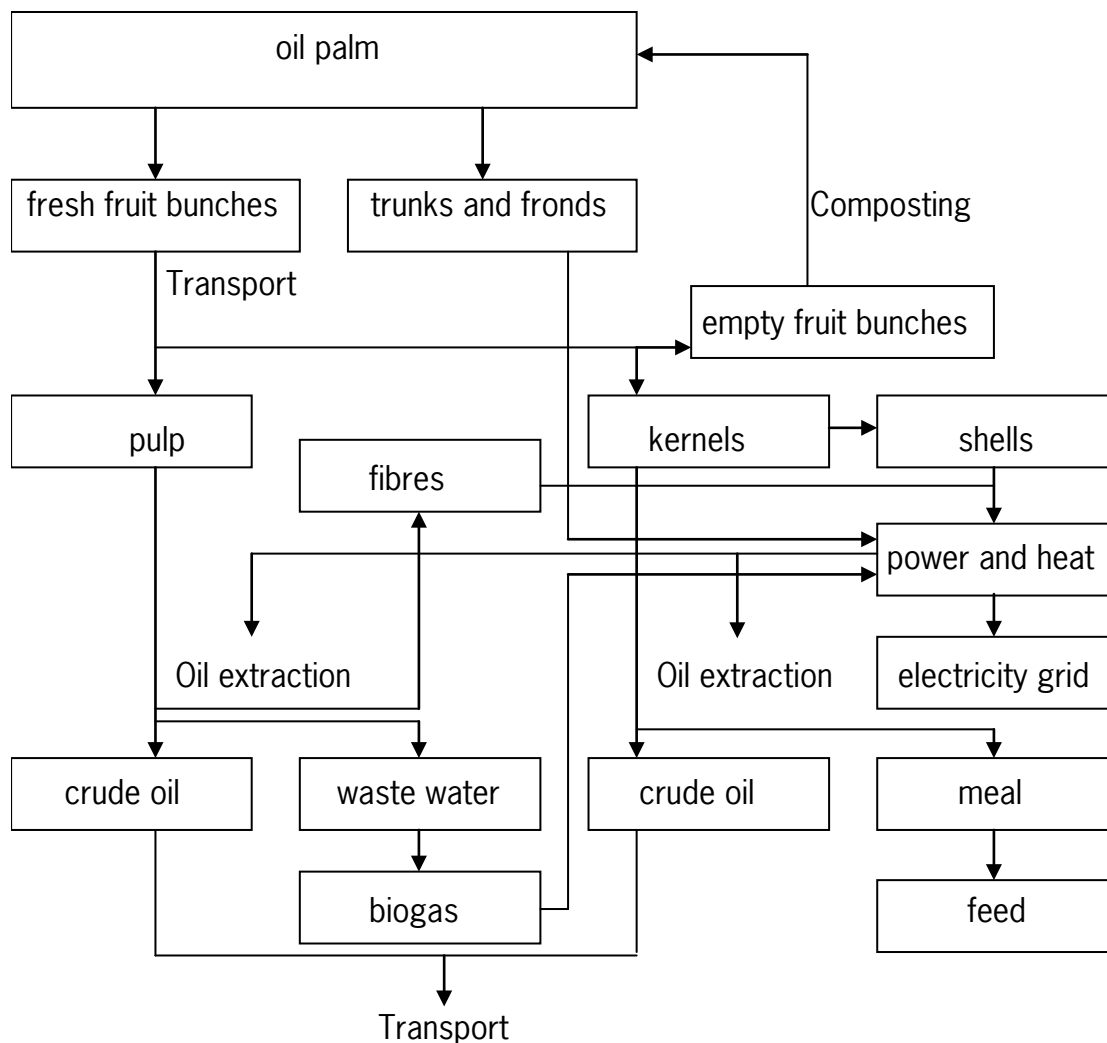 oil palm
fresh fruit bunches
trunks and fronds
Composting
Transport
empty fruit bunches
pulp
kernels
shells
fibres
power and heat
Oil extraction
Oil extraction
electricity grid
crude oil
waste water
crude oil
meal
biogas
feed
Transport